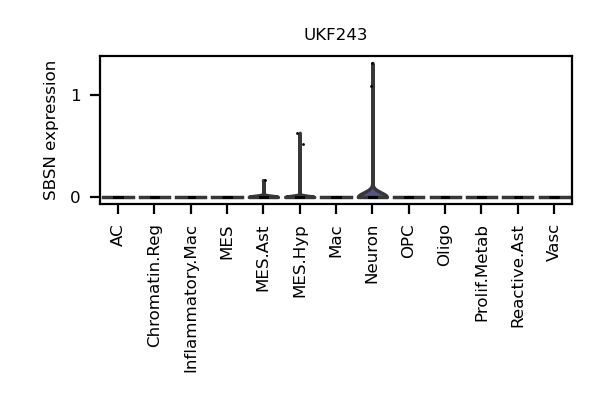 UKF243
SBSN expression
1
0
AC
Chromatin.Reg
Inflammatory.Mac
MES
MES.Ast
MES.Hyp
Mac
Neuron
OPC
Oligo
Prolif.Metab
Reactive.Ast
Vasc